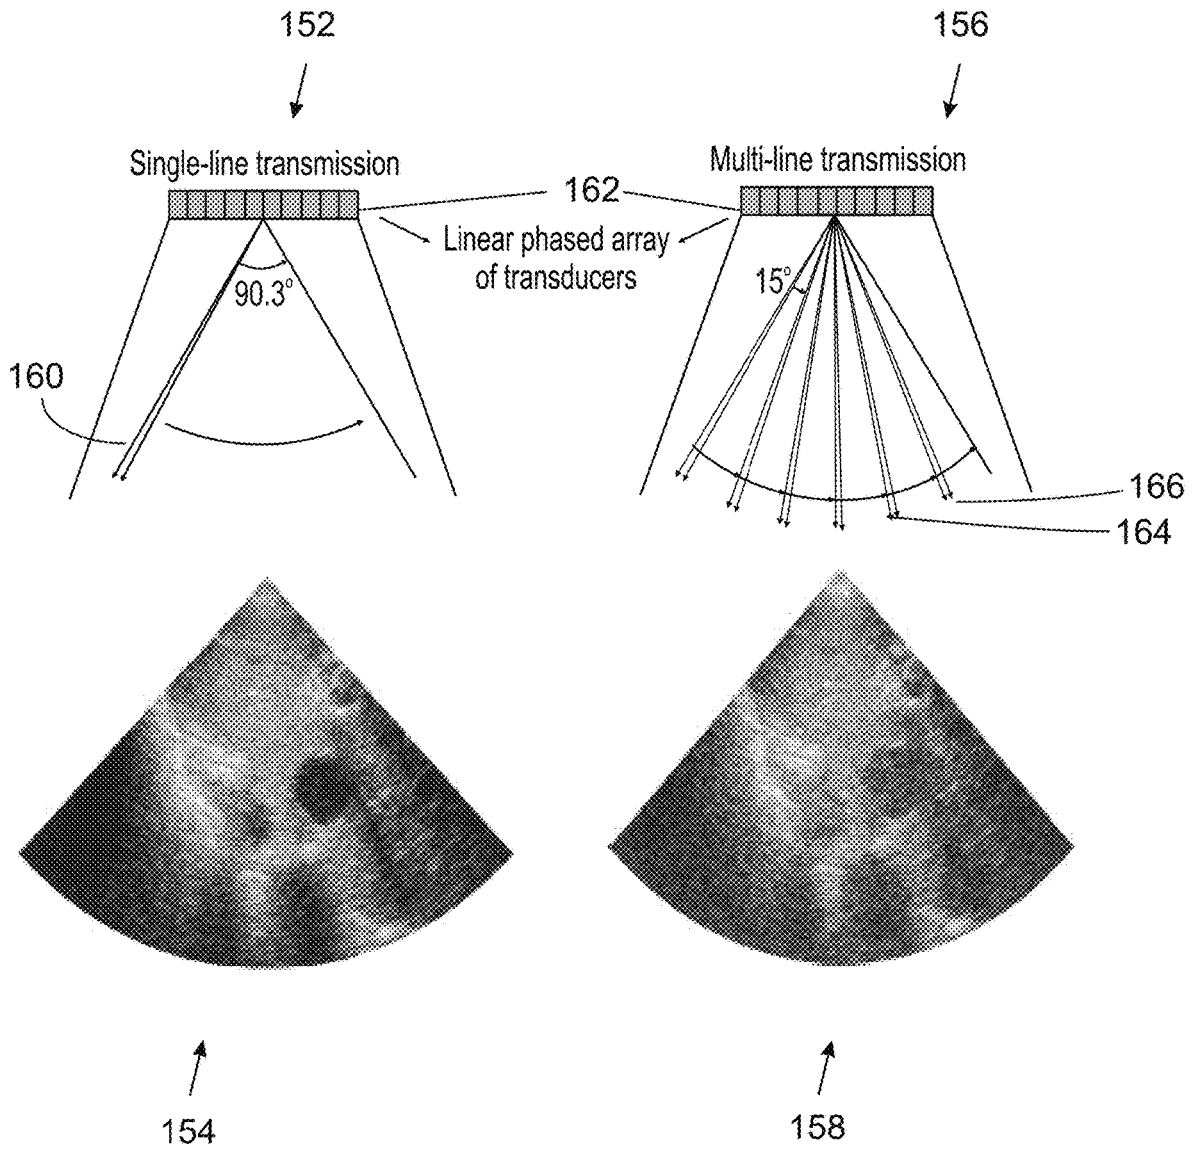 152
156
Single-line transmission
Multi-line transmission
162
Linear phased array
of transducers
90.3°
15°
160
166
164
154
158